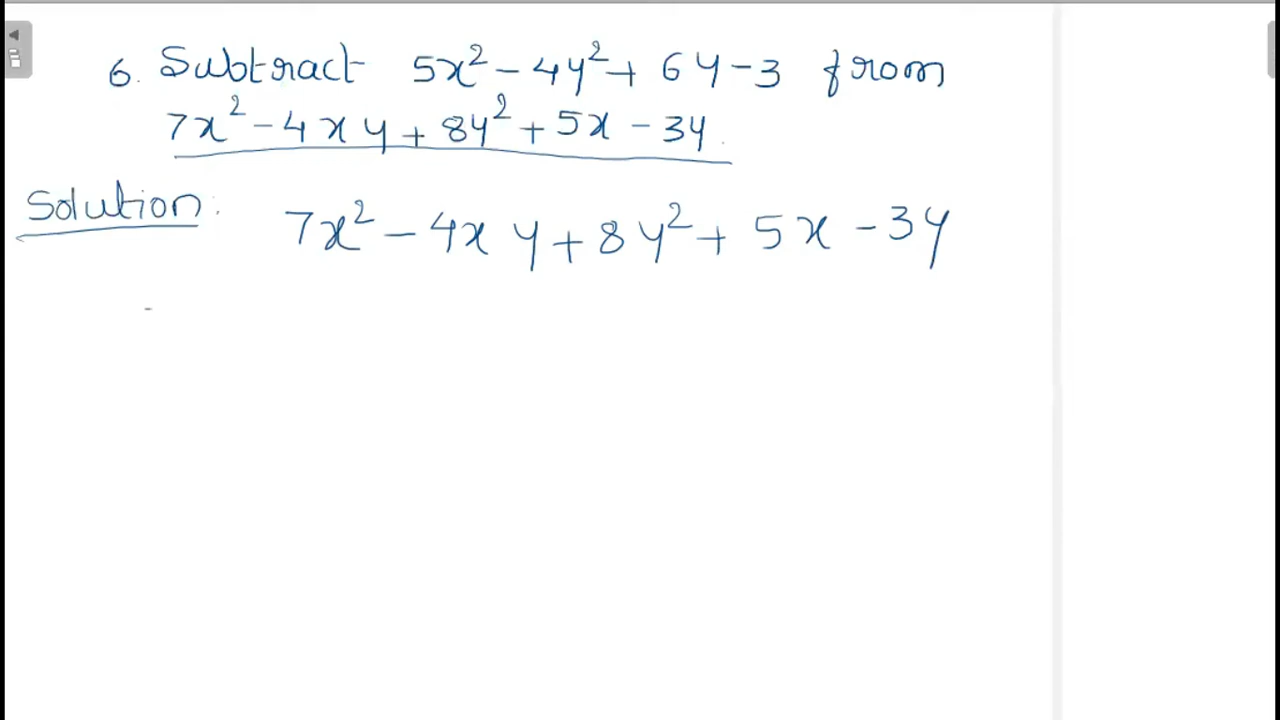 6. Subtract 5x² - 4y² + 6y - 3 from
7x² - 4xy + 8y² + 5x - 3y.
Solution: 7x² - 4xy + 8y² + 5x - 3y